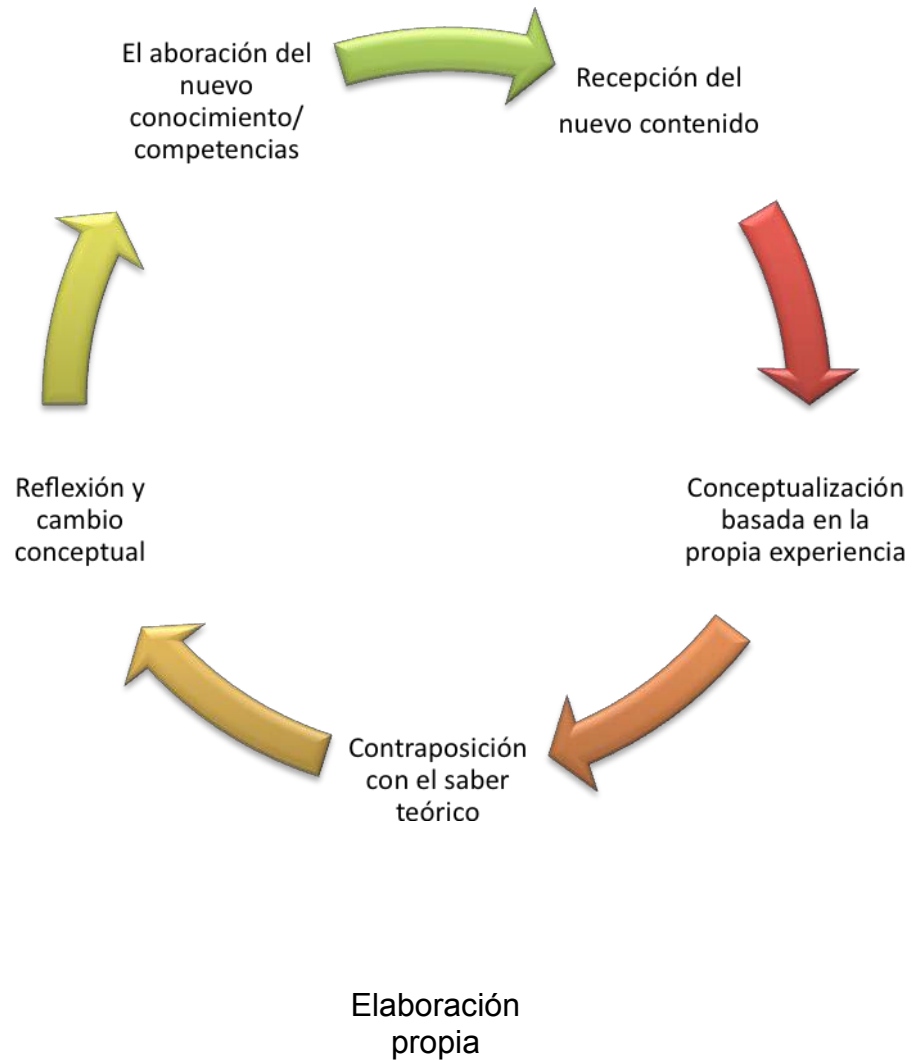 El aboración del
nuevo
conocimiento/
competencias
Recepción del
nuevo contenido
Conceptualización
basada en la
propia experiencia
Contraposición
con el saber
teórico
Reflexión y
cambio
conceptual
Elaboración
propia